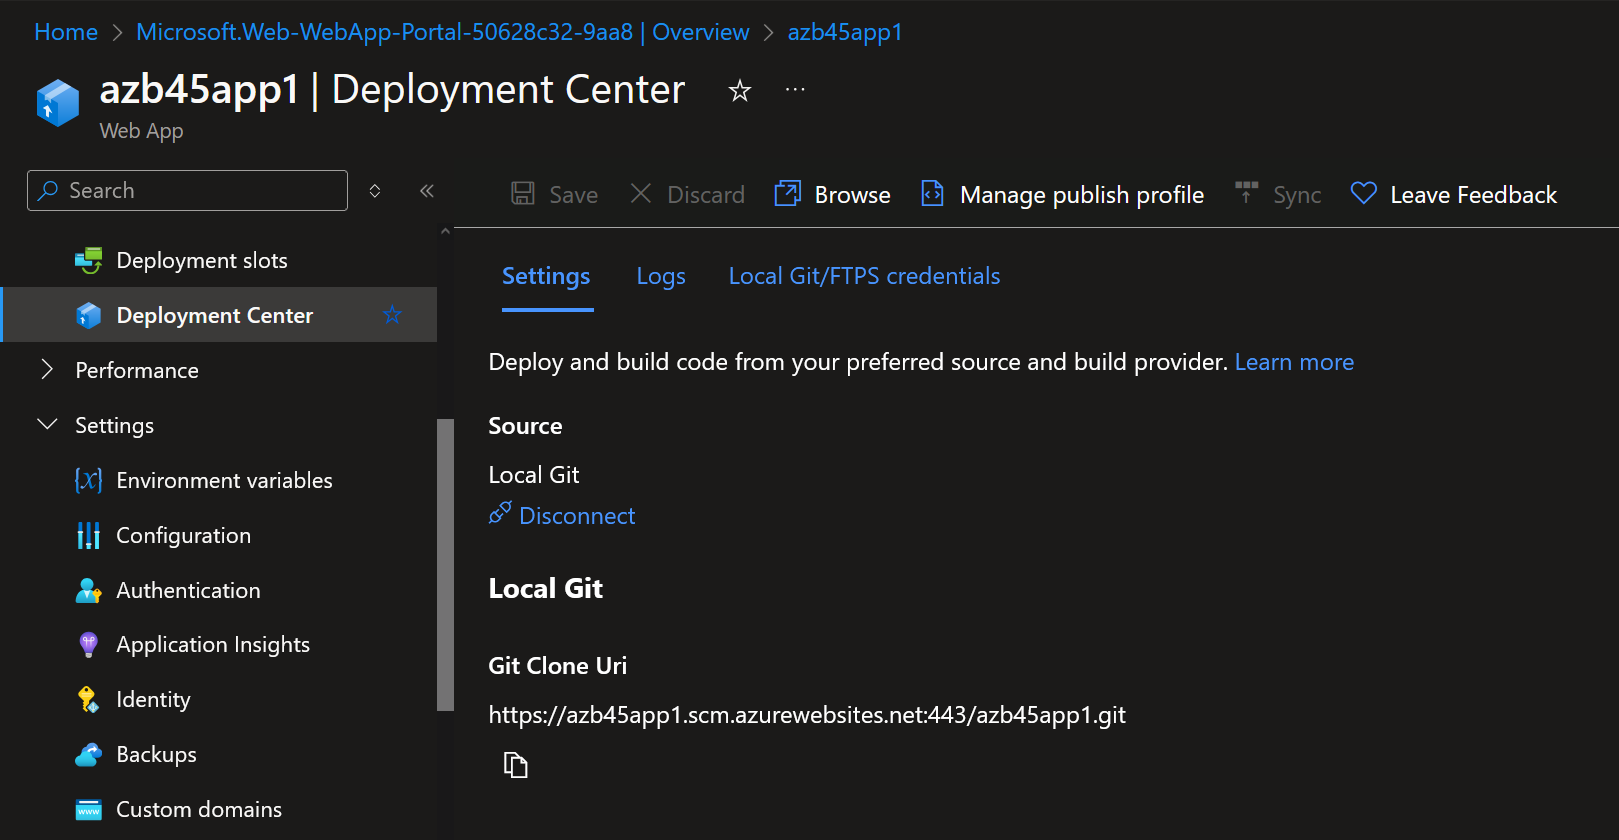 Home > Microsoft.Web-WebApp-Portal-50628c32-9aa8 | Overview > azb45app1
azb45app1 | Deployment Center
Web App
Search
Save Discard Browse Manage publish profile Sync Leave Feedback
Deployment slots
Deployment Center
Performance
Settings
Environment variables
Configuration
Authentication
Application Insights
Identity
Backups
www
Custom domains
Settings Logs Local Git/FTPS credentials
Deploy and build code from your preferred source and build provider. Learn more
Source
Local Git
Disconnect
Local Git
Git Clone Uri
https://azb45app1.scm.azurewebsites.net:443/azb45app1.git